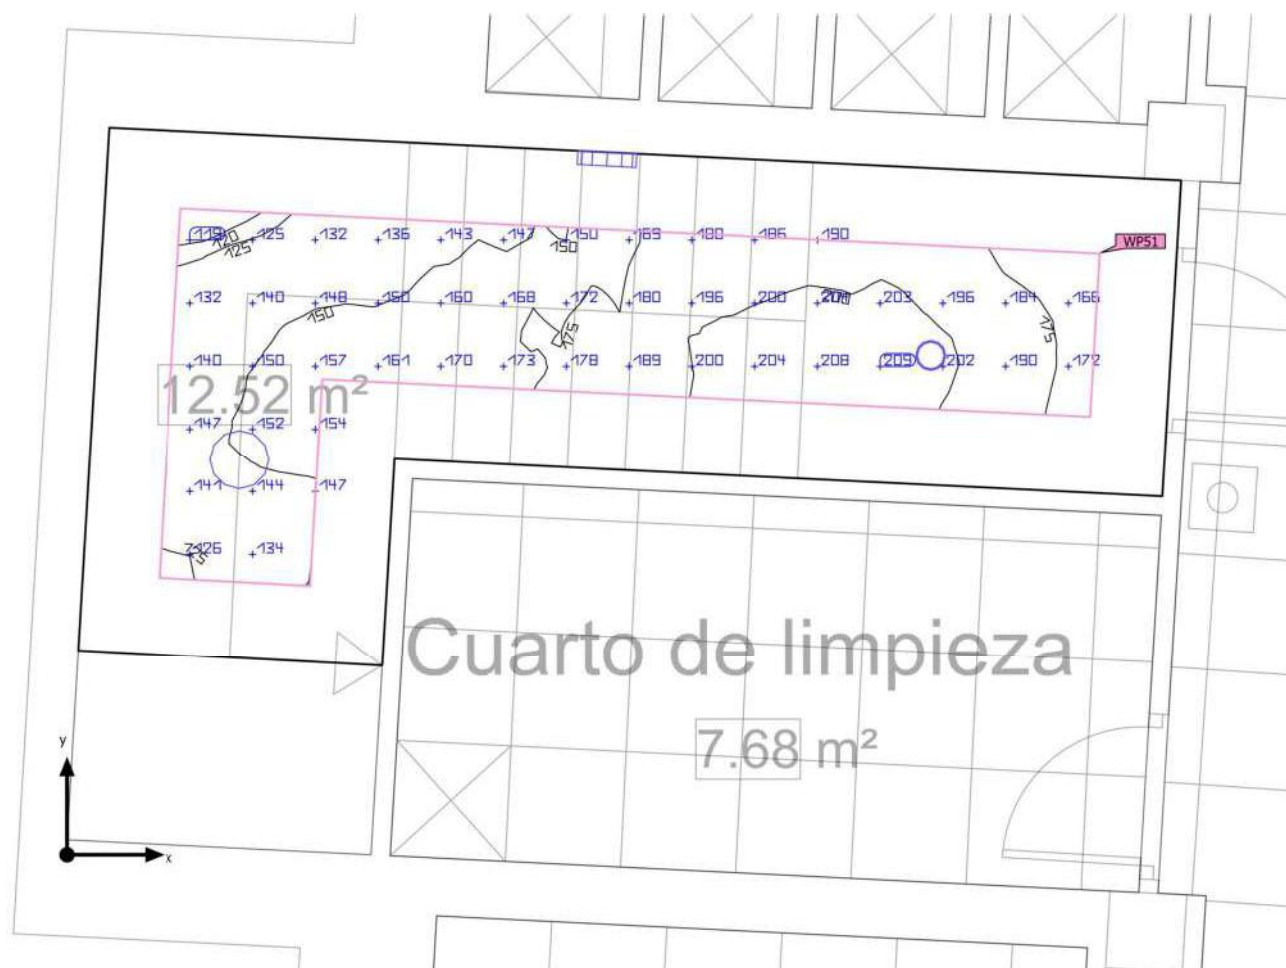 WP51
119 125 132 136 143 147 150 169 180 186 190
120
125
150
132 140 148 150 160 168 172 180 196 200 203 196 184 166
150
175
175
140 150 157 161 170 173 178 189 200 204 208 209 202 190 172
12.52 m²
147 152 154
141 144 147
126 134
Cuarto de limpieza
7.68 m²
y
x